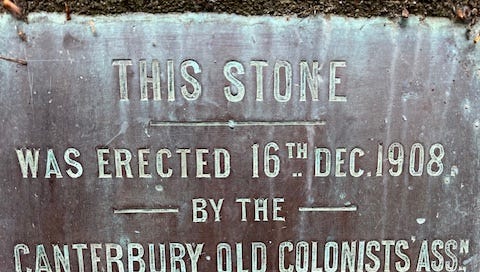 THIS STONE
WAS ERECTED 16TH DEC. 1908.
BY THE
CANTERBURY OLD COLONISTS' ASSN